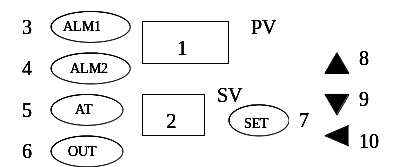 3 ALM1 1 PV
4 ALM2 8
5 AT 2 SV 9
6 OUT SET 7 10